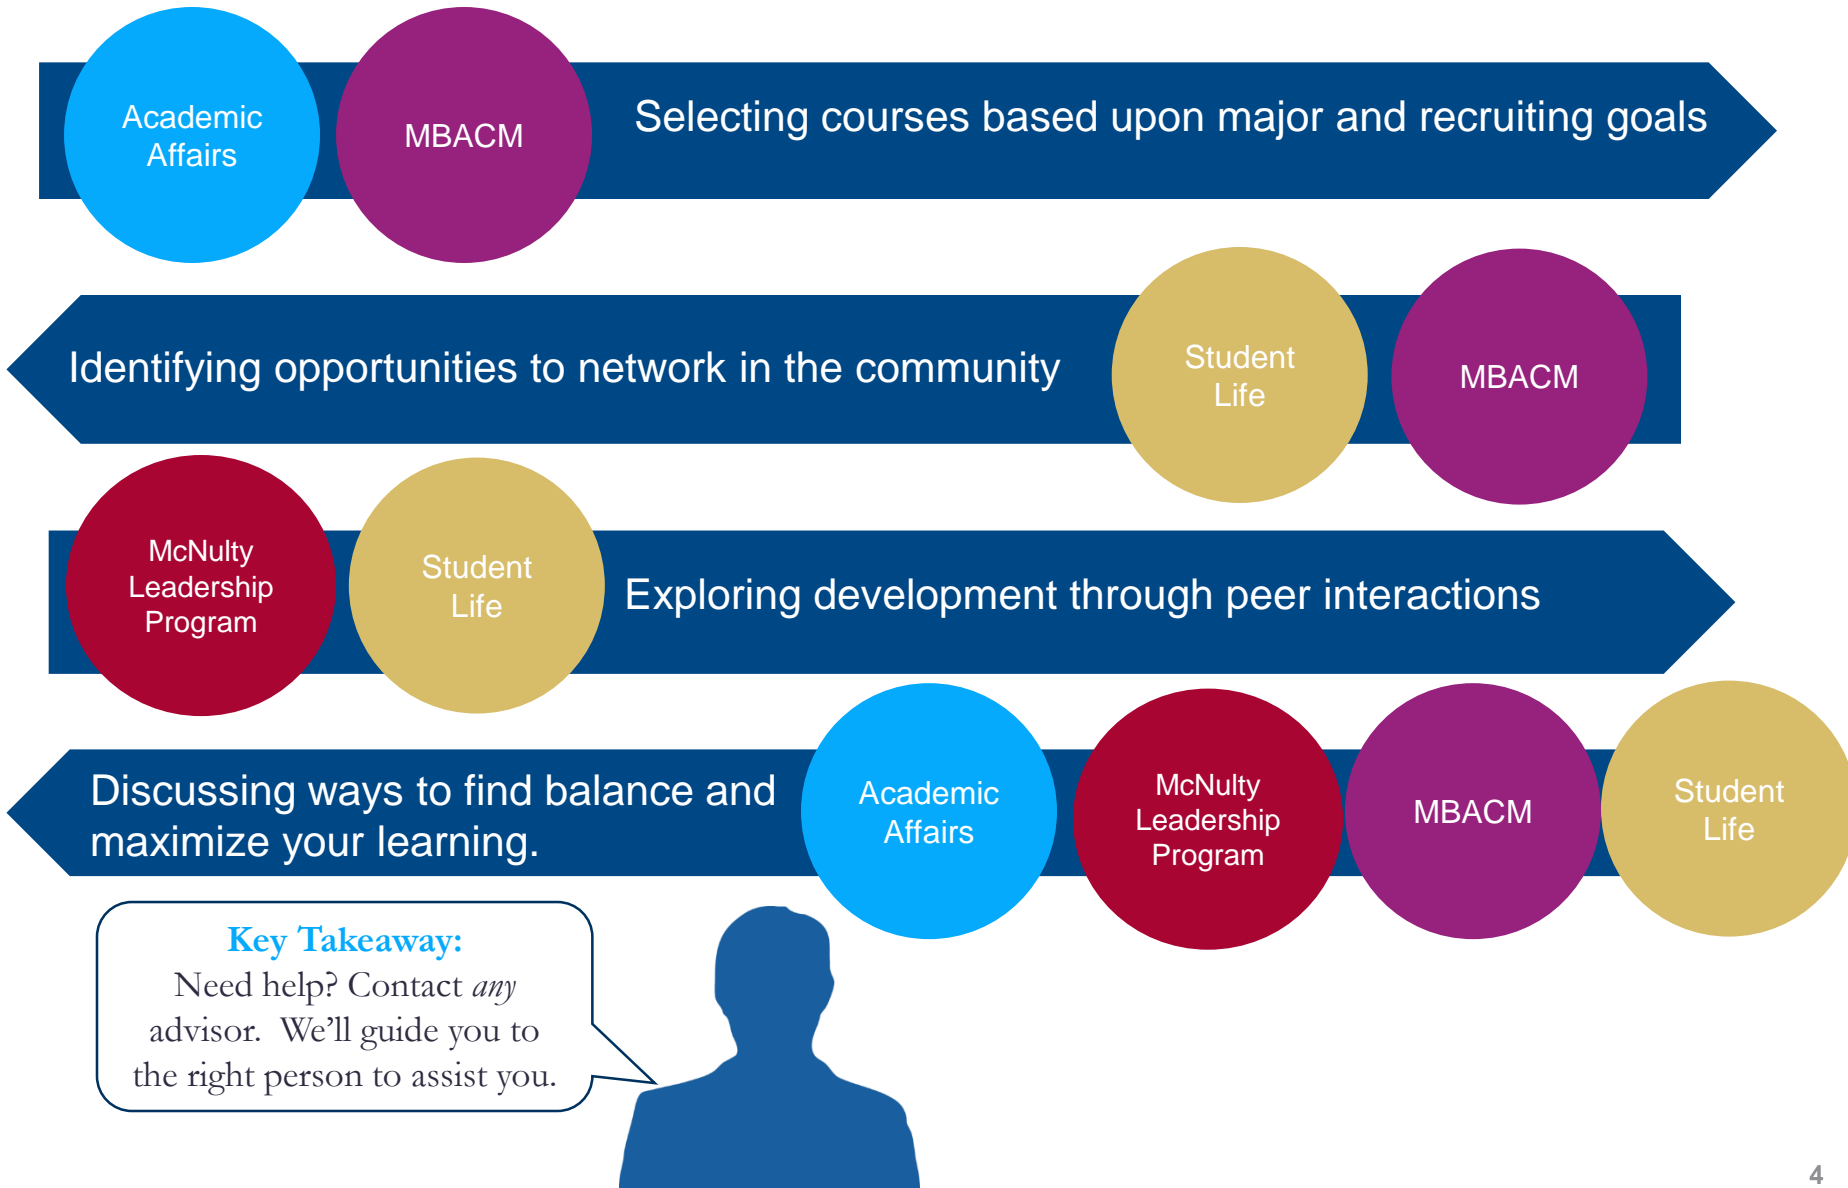 Academic
Affairs
MBACM
Selecting courses based upon major and recruiting goals
Identifying opportunities to network in the community
Student
Life
MBACM
McNulty
Leadership
Program
Student
Life
Exploring development through peer interactions
Discussing ways to find balance and
maximize your learning.
Academic
Affairs
McNulty
Leadership
Program
MBACM
Student
Life
Key Takeaway:
Need help? Contact any
advisor.  We’ll guide you to
the right person to assist you.
4